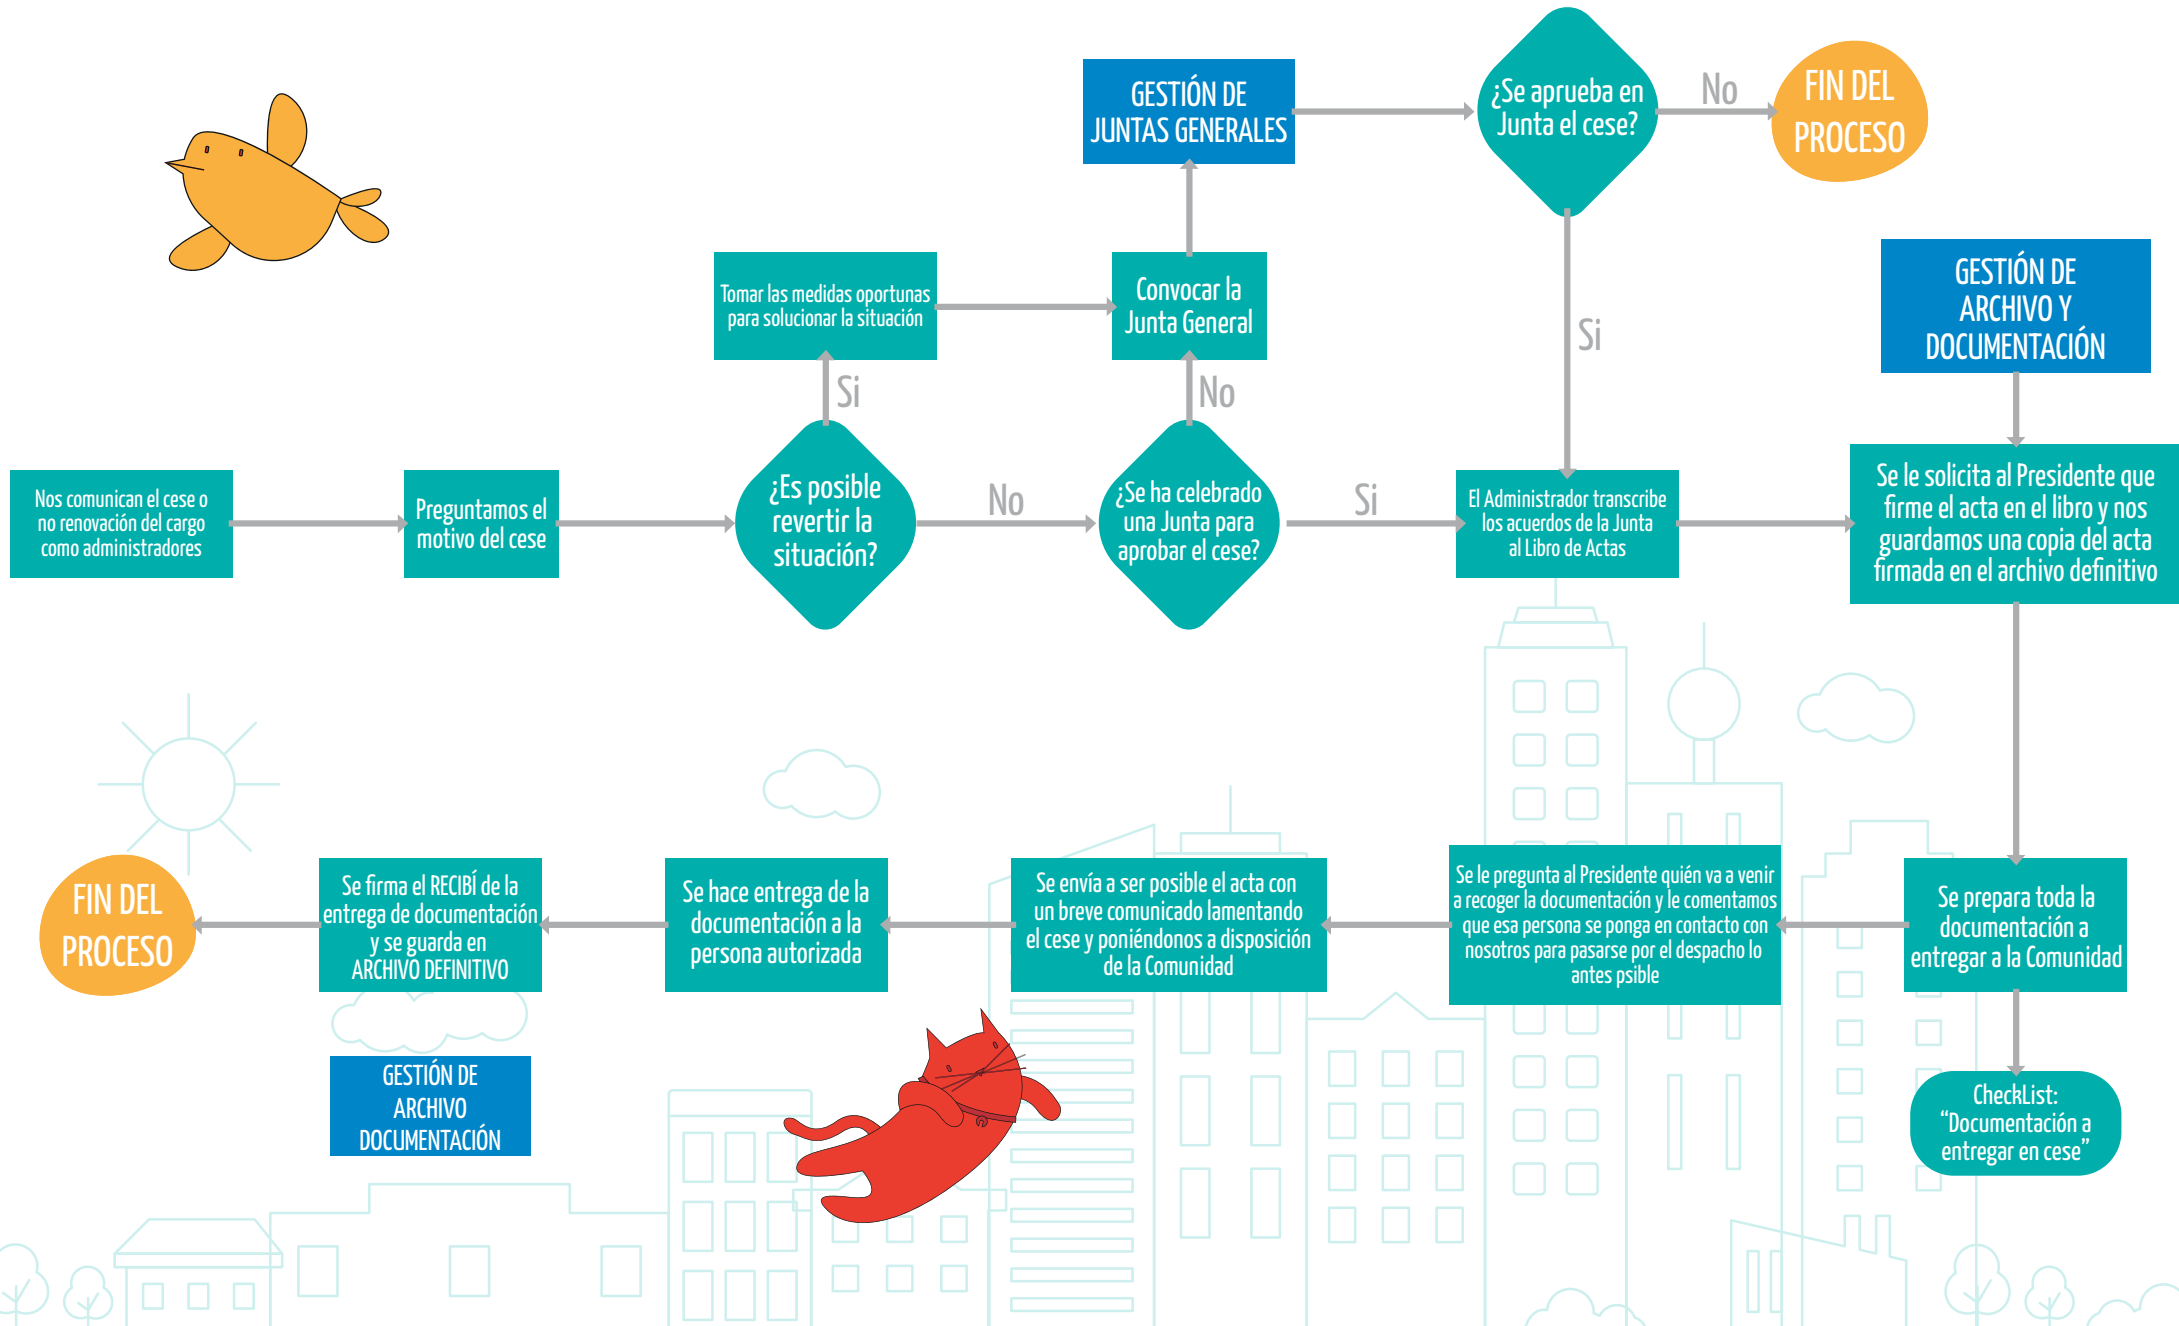 GESTIÓN DE
JUNTAS GENERALES
¿Se aprueba en
Junta el cese?
No
FIN DEL
PROCESO
Tomar las medidas oportunas
para solucionar la situación
Convocar la
Junta General
Si
GESTIÓN DE
ARCHIVO Y
DOCUMENTACIÓN
Si
No
Nos comunican el cese o
no renovación del cargo
como administradores
Preguntamos el
motivo del cese
¿Es posible
revertir la
situación?
No
¿Se ha celebrado
una Junta para
aprobar el cese?
Si
El Administrador transcribe
los acuerdos de la Junta
al Libro de Actas
Se le solicita al Presidente que
firme el acta en el libro y nos
guardamos una copia del acta
firmada en el archivo definitivo
FIN DEL
PROCESO
Se firma el RECIBÍ de la
entrega de documentación
y se guarda en
ARCHIVO DEFINITIVO
Se hace entrega de la
documentación a la
persona autorizada
Se envía a ser posible el acta con
un breve comunicado lamentando
el cese y poniéndonos a disposición
de la Comunidad
Se le pregunta al Presidente quién va a venir
a recoger la documentación y le comentamos
que esa persona se ponga en contacto con
nosotros para pasarse por el despacho lo
antes psible
Se prepara toda la
documentación a
entregar a la Comunidad
GESTIÓN DE
ARCHIVO
DOCUMENTACIÓN
CheckList:
“Documentación a
entregar en cese”